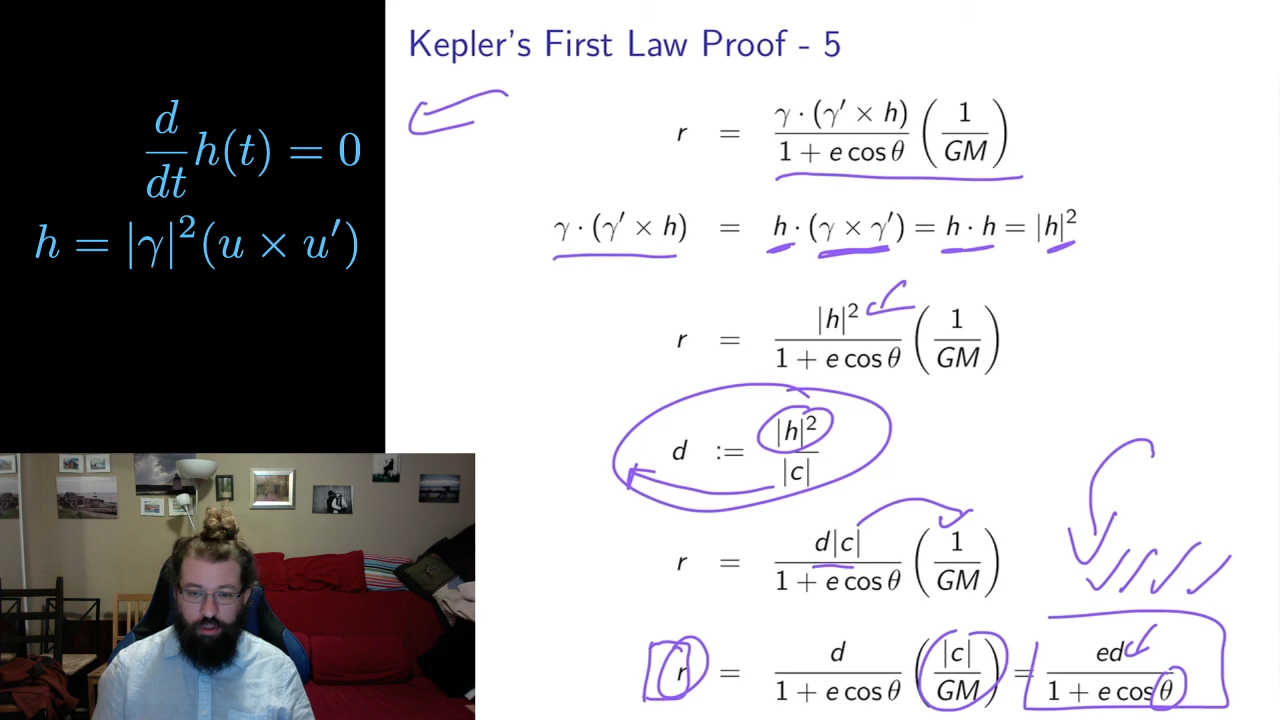 Kepler's First Law Proof - 5
d/dt h(t) = 0
h = |γ|²(u × u′)
r = γ · (γ′ × h) / (1 + e cos θ) (1/GM)
γ · (γ′ × h) = h · (γ × γ′) = h · h = |h|²
r = |h|² / (1 + e cos θ) (1/GM)
d := |h|² / |c|
r = d|c| / (1 + e cos θ) (1/GM)
r = d / (1 + e cos θ) (|c|/GM) = ed / (1 + e cos θ)